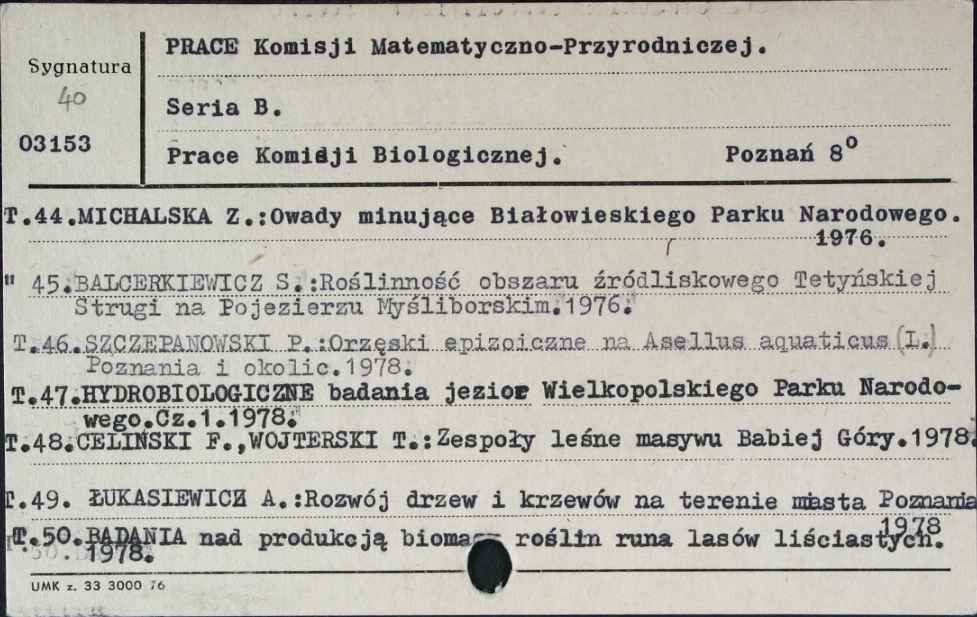 PRACE Komisji Matematyczno-Przyrodniczej.
Sygnatura
40
Seria B.
03153
Prace Komisji Biologicznej. Poznań 8°
T.44.MICHALSKA Z.:Owady minujące Białowieskiego Parku Narodowego.
1976.
" 45.BALCERKIEWICZ S.:Roślinność obszaru źródliskowego Tetyńskiej
Strugi na Pojezierzu Myśliborskim.1976.
T.46.SZCZEPANOWSKI P.:Orzęski epizoiczne na Asellus aquaticus (L.)
Poznania i okolic.1978.
T.47.HYDROBIOLOGICZNE badania jezior Wielkopolskiego Parku Narodo-
wego.Cz.1.1978.
T.48.CELIŃSKI F.,WOJTERSKI T.:Zespoły leśne masywu Babiej Góry.1978.
T.49. ŁUKASIEWICZ A.:Rozwój drzew i krzewów na terenie miasta Poznania
1978
T.50.BADANIA nad produkcją biomasy roślin runa lasów liściastych.
1978.
UMK z. 33 3000 76